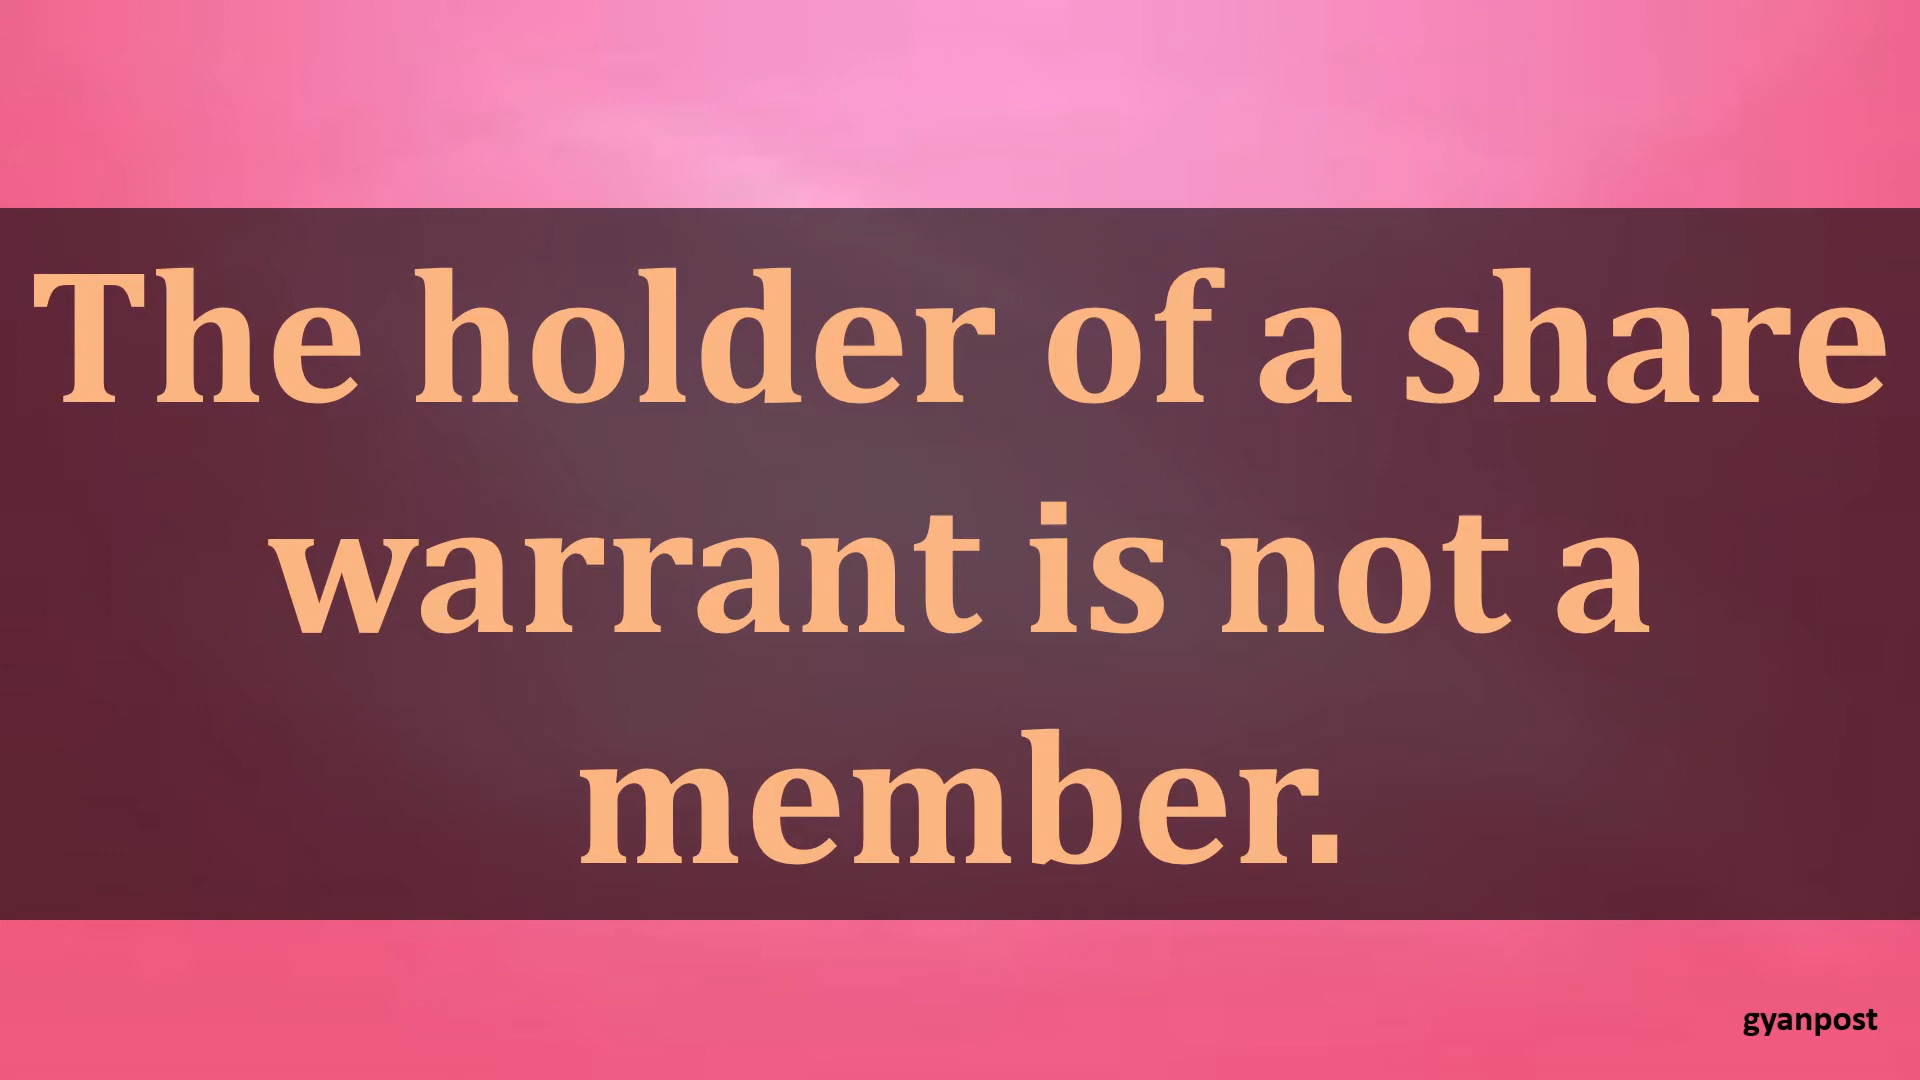 The holder of a share
warrant is not a
member.
gyanpost